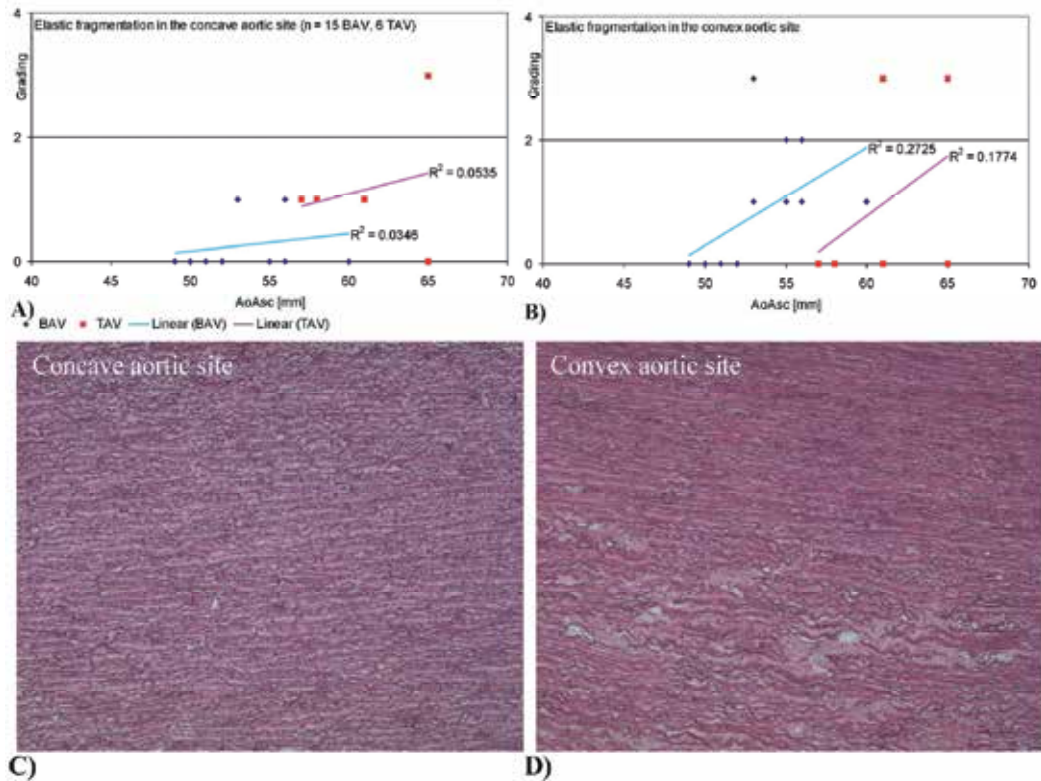 Elastic fragmentation in the concave aortic site (n = 15 BAV, 6 TAV)
Grading
4
2
0
R² = 0.0535
R² = 0.0346
40 45 50 55 60 65 70
AoAsc [mm]
A)
BAV TAV Linear (BAV) Linear (TAV)
Elastic fragmentation in the convex aortic site
Grading
4
2
0
R² = 0.2725
R² = 0.1774
40 45 50 55 60 65 70
AoAsc [mm]
B)
Concave aortic site
C)
Convex aortic site
D)